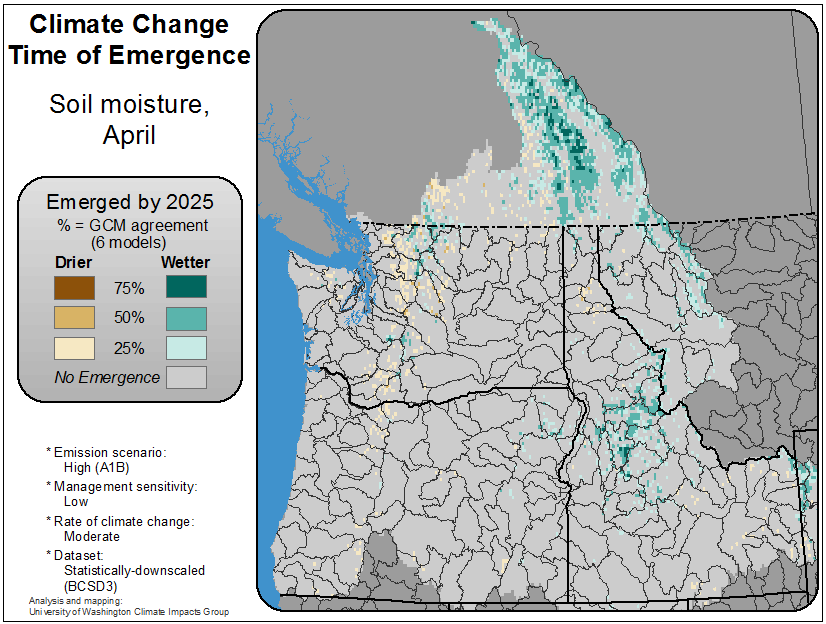 Climate Change
Time of Emergence
Soil moisture,
April
Emerged by 2025
% = GCM agreement
(6 models)
Drier Wetter
75%
50%
25%
No Emergence
* Emission scenario:
High (A1B)
* Management sensitivity:
Low
* Rate of climate change:
Moderate
* Dataset:
Statistically-downscaled
(BCSD3)
Analysis and mapping:
University of Washington Climate Impacts Group